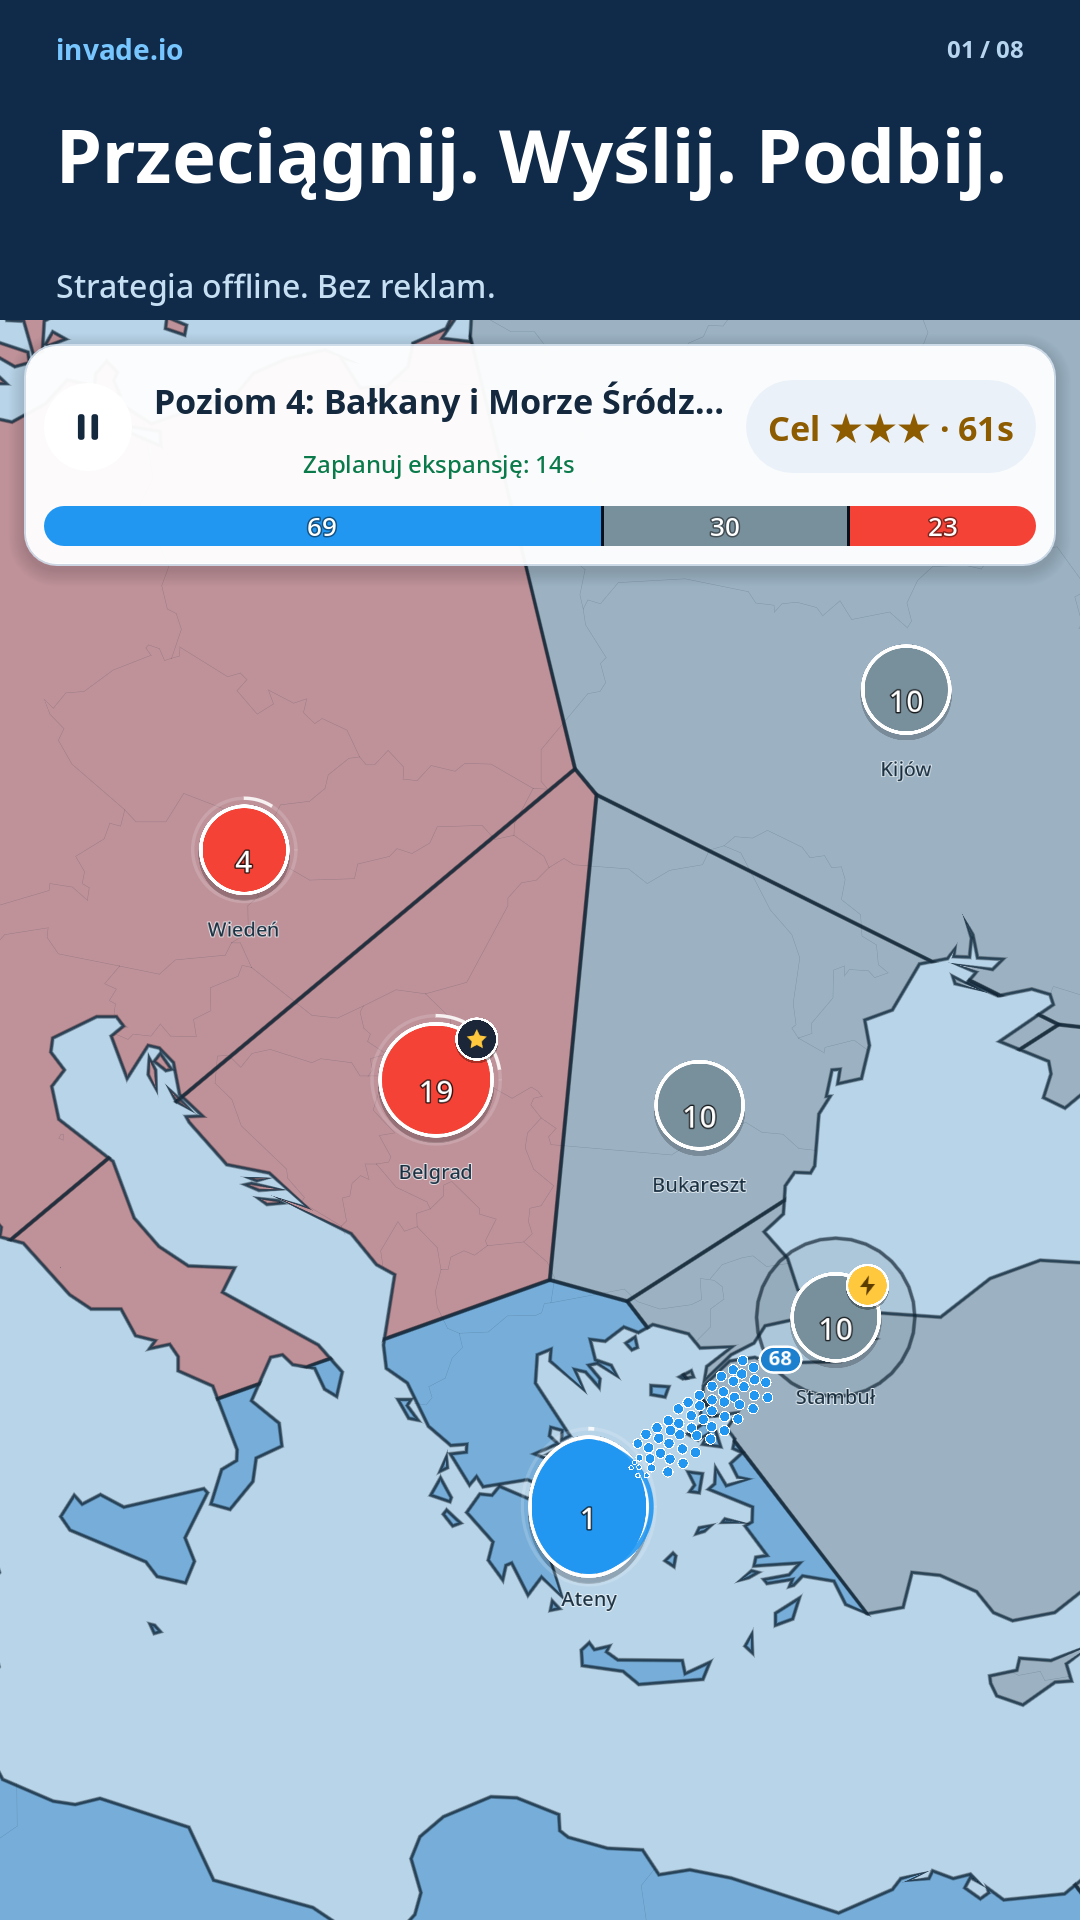 invade.io
01 / 08
Przeciągnij. Wyślij. Podbij.
Strategia offline. Bez reklam.
Poziom 4: Bałkany i Morze Śródz...
Cel ★★★ · 61s
Zaplanuj ekspansję: 14s
69
30
23
10
Kijów
4
Wiedeń
19
Belgrad
10
Bukareszt
10
68
Stambuł
1
Ateny